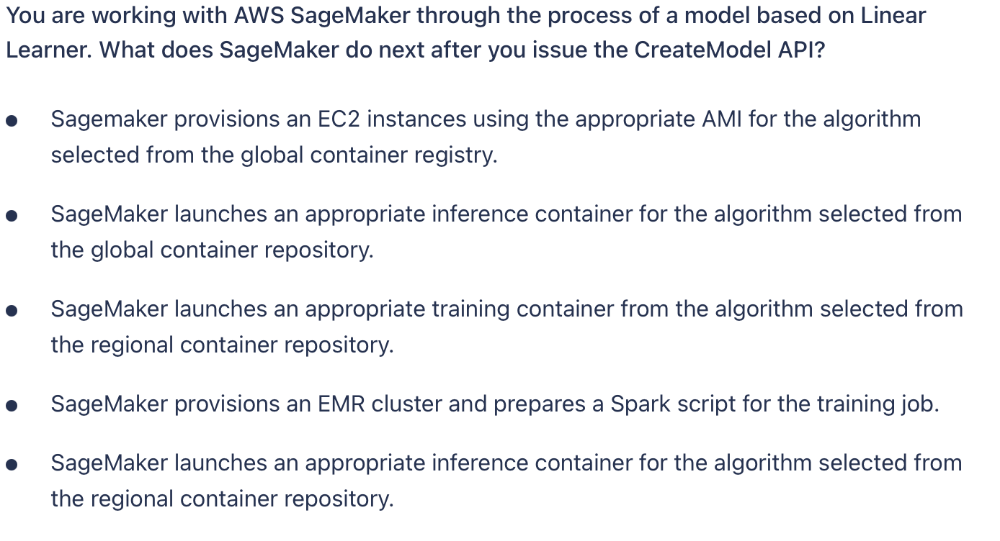 You are working with AWS SageMaker through the process of a model based on Linear
Learner. What does SageMaker do next after you issue the CreateModel API?
● Sagemaker provisions an EC2 instances using the appropriate AMI for the algorithm
selected from the global container registry.
● SageMaker launches an appropriate inference container for the algorithm selected from
the global container repository.
● SageMaker launches an appropriate training container from the algorithm selected from
the regional container repository.
● SageMaker provisions an EMR cluster and prepares a Spark script for the training job.
● SageMaker launches an appropriate inference container for the algorithm selected from
the regional container repository.